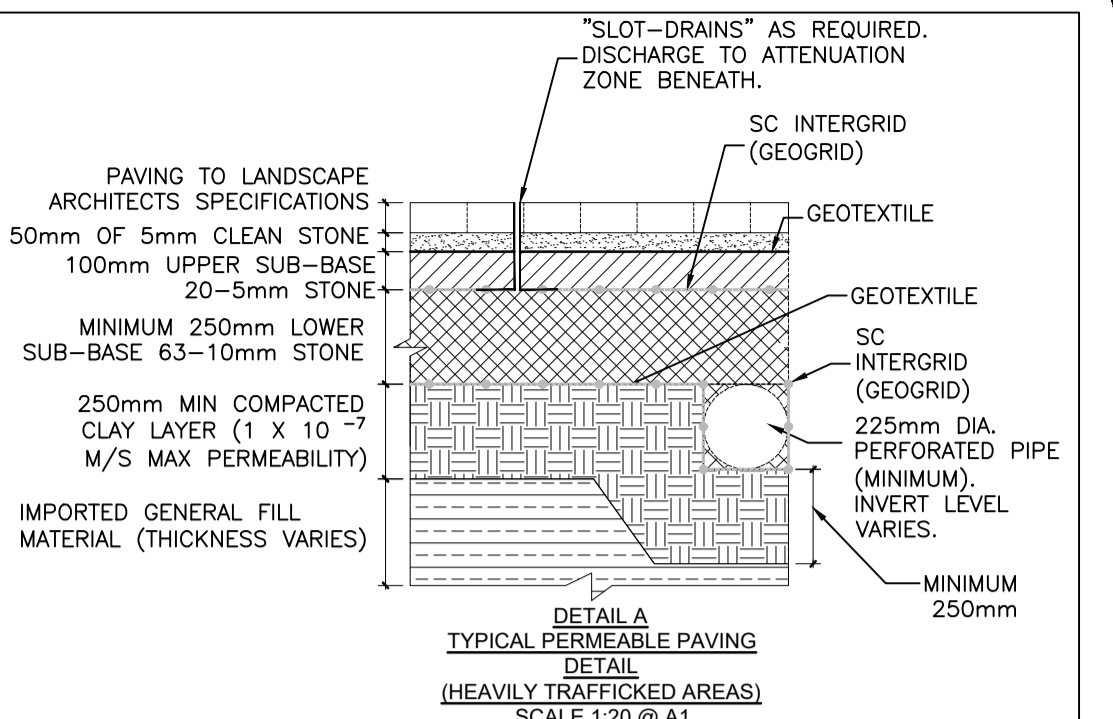 "SLOT-DRAINS" AS REQUIRED.
DISCHARGE TO ATTENUATION
ZONE BENEATH.
SC INTERGRID
(GEOGRID)
PAVING TO LANDSCAPE
ARCHITECTS SPECIFICATIONS
GEOTEXTILE
50mm OF 5mm CLEAN STONE
100mm UPPER SUB-BASE
20-5mm STONE
GEOTEXTILE
MINIMUM 250mm LOWER
SUB-BASE 63-10mm STONE
SC
INTERGRID
(GEOGRID)
250mm MIN COMPACTED
CLAY LAYER (1 X 10 ⁻⁷
M/S MAX PERMEABILITY)
225mm DIA.
PERFORATED PIPE
(MINIMUM).
INVERT LEVEL
VARIES.
IMPORTED GENERAL FILL
MATERIAL (THICKNESS VARIES)
MINIMUM
250mm
DETAIL A
TYPICAL PERMEABLE PAVING
DETAIL
(HEAVILY TRAFFICKED AREAS)
SCALE 1:20 @ A1